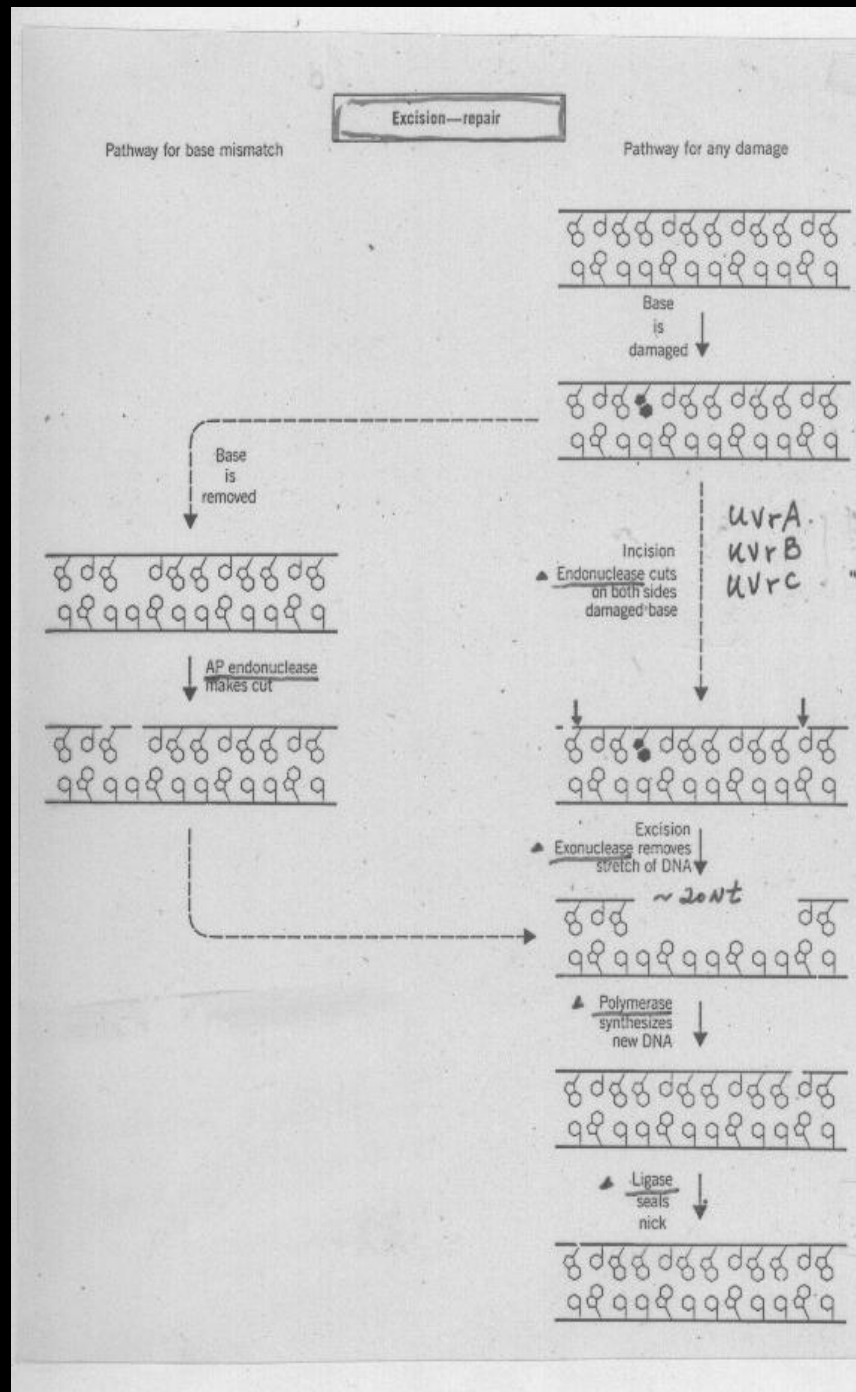 Excision—repair
Pathway for base mismatch
Pathway for any damage
Base
is
damaged
Base
is
removed
uvrA.
uvrB
uvrC
Incision
Endonuclease cuts
on both sides
damaged base
AP endonuclease
makes cut
Excision
Exonuclease removes
stretch of DNA
~20Nt
Polymerase
synthesizes
new DNA
Ligase
seals
nick